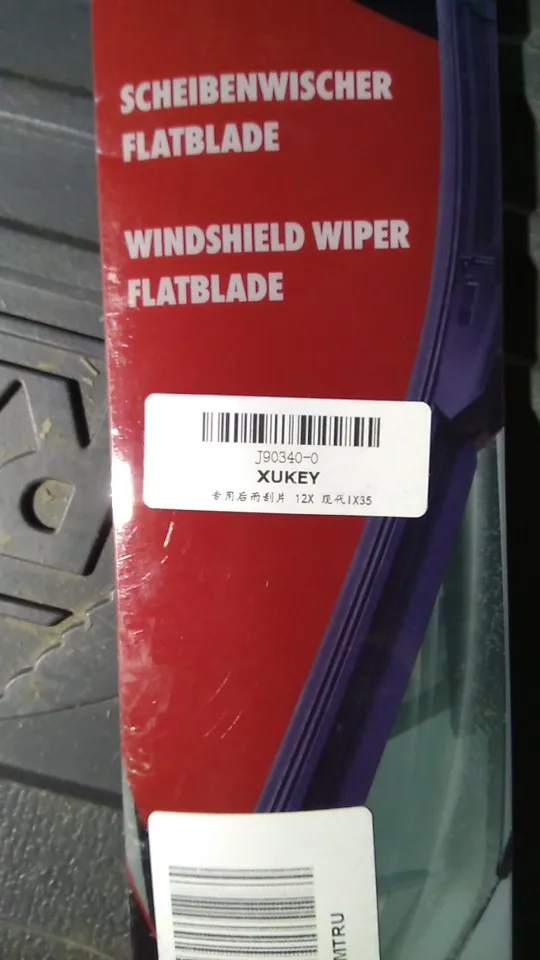 SCHEIBENWISCHER
FLATBLADE
WINDSHIELD WIPER
FLATBLADE
J90340-0
XUKEY
专用后雨刮片 12X 现代IX35
MTRU